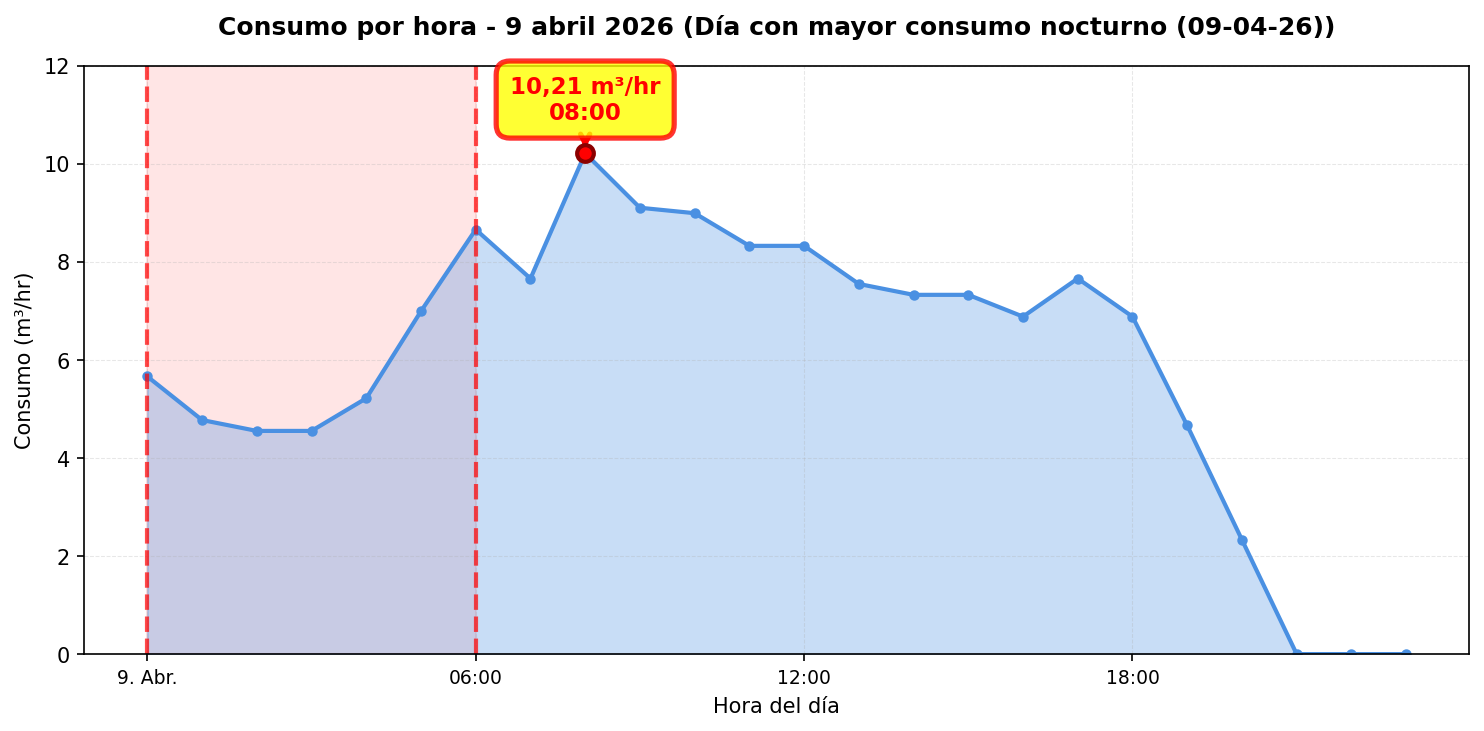 Consumo por hora - 9 abril 2026 (Día con mayor consumo nocturno (09-04-26))
10,21 m³/hr
08:00
Consumo (m³/hr)
12
10
8
6
4
2
0
9. Abr.
06:00
12:00
18:00
Hora del día